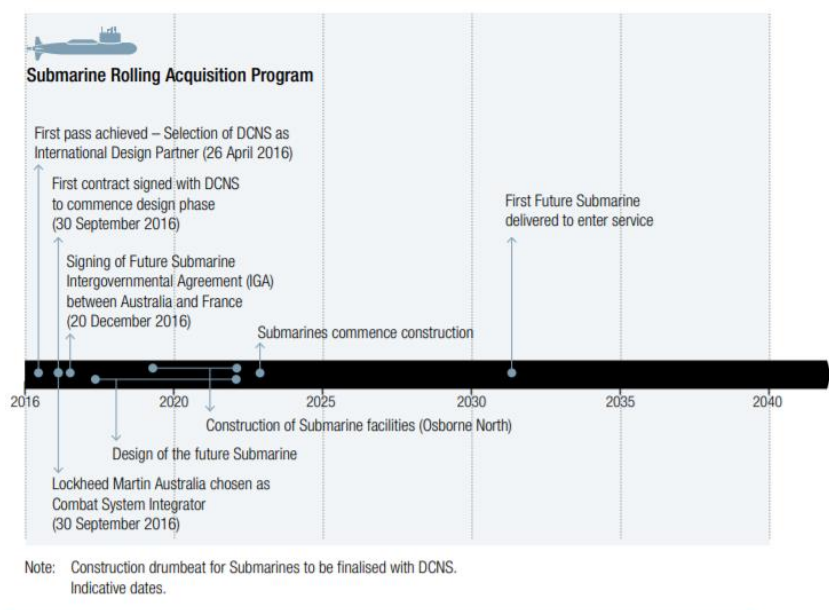 Submarine Rolling Acquisition Program
First pass achieved – Selection of DCNS as
International Design Partner (26 April 2016)
First contract signed with DCNS
to commence design phase
(30 September 2016)
First Future Submarine
delivered to enter service
Signing of Future Submarine
Intergovernmental Agreement (IGA)
between Australia and France
(20 December 2016)
Submarines commence construction
2016 2020 2025 2030 2035 2040
Construction of Submarine facilities (Osborne North)
Design of the future Submarine
Lockheed Martin Australia chosen as
Combat System Integrator
(30 September 2016)
Note: Construction drumbeat for Submarines to be finalised with DCNS.
Indicative dates.